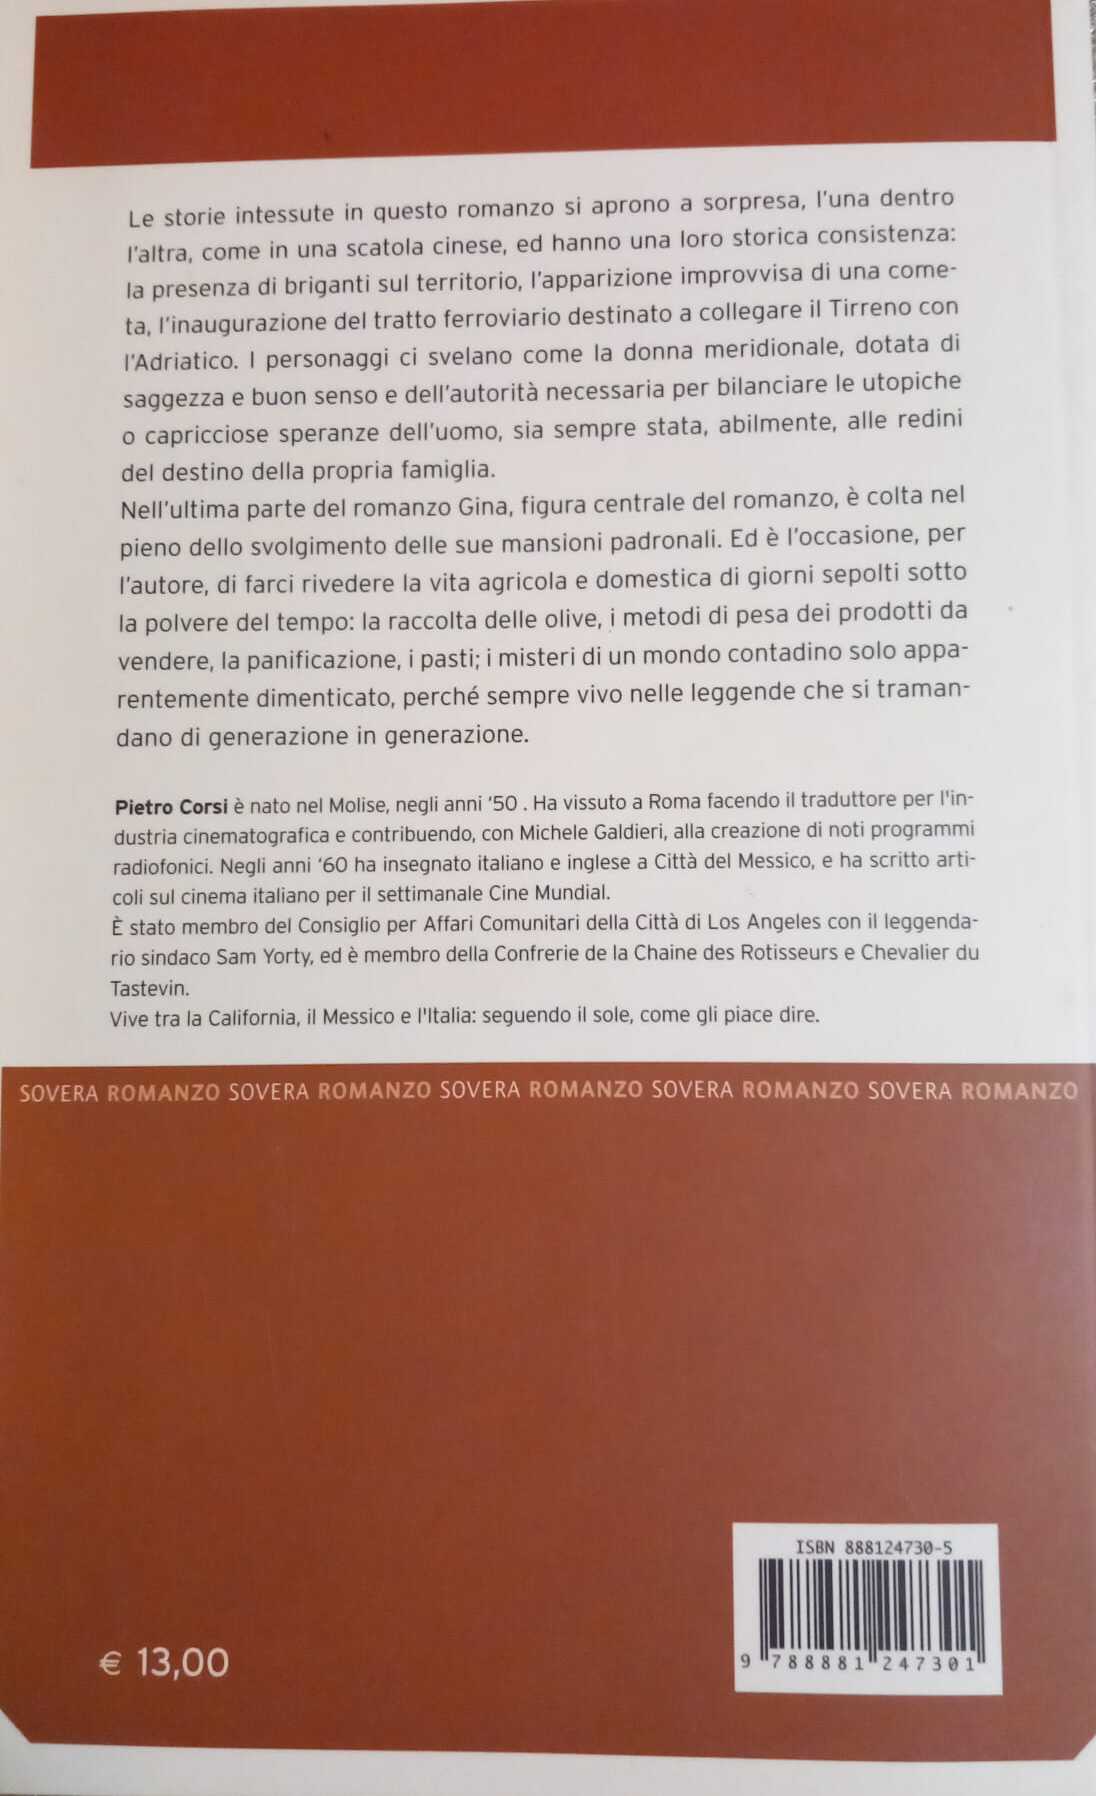 Le storie intessute in questo romanzo si aprono a sorpresa, l'una dentro
l'altra, come in una scatola cinese, ed hanno una loro storica consistenza:
la presenza di briganti sul territorio, l'apparizione improvvisa di una come-
ta, l'inaugurazione del tratto ferroviario destinato a collegare il Tirreno con
l'Adriatico. I personaggi ci svelano come la donna meridionale, dotata di
saggezza e buon senso e dell'autorità necessaria per bilanciare le utopiche
o capricciose speranze dell'uomo, sia sempre stata, abilmente, alle redini
del destino della propria famiglia.
Nell'ultima parte del romanzo Gina, figura centrale del romanzo, è colta nel
pieno dello svolgimento delle sue mansioni padronali. Ed è l'occasione, per
l'autore, di farci rivedere la vita agricola e domestica di giorni sepolti sotto
la polvere del tempo: la raccolta delle olive, i metodi di pesa dei prodotti da
vendere, la panificazione, i pasti; i misteri di un mondo contadino solo appa-
rentemente dimenticato, perché sempre vivo nelle leggende che si traman-
dano di generazione in generazione.
Pietro Corsi è nato nel Molise, negli anni '50 . Ha vissuto a Roma facendo il traduttore per l'in-
dustria cinematografica e contribuendo, con Michele Galdieri, alla creazione di noti programmi
radiofonici. Negli anni '60 ha insegnato italiano e inglese a Città del Messico, e ha scritto arti-
coli sul cinema italiano per il settimanale Cine Mundial.
È stato membro del Consiglio per Affari Comunitari della Città di Los Angeles con il leggenda-
rio sindaco Sam Yorty, ed è membro della Confrerie de la Chaine des Rotisseurs e Chevalier du
Tastevin.
Vive tra la California, il Messico e l'Italia: seguendo il sole, come gli piace dire.
SOVERA ROMANZO SOVERA ROMANZO SOVERA ROMANZO SOVERA ROMANZO SOVERA ROMANZO
ISBN 888124730-5
9 788881 247301
€ 13,00